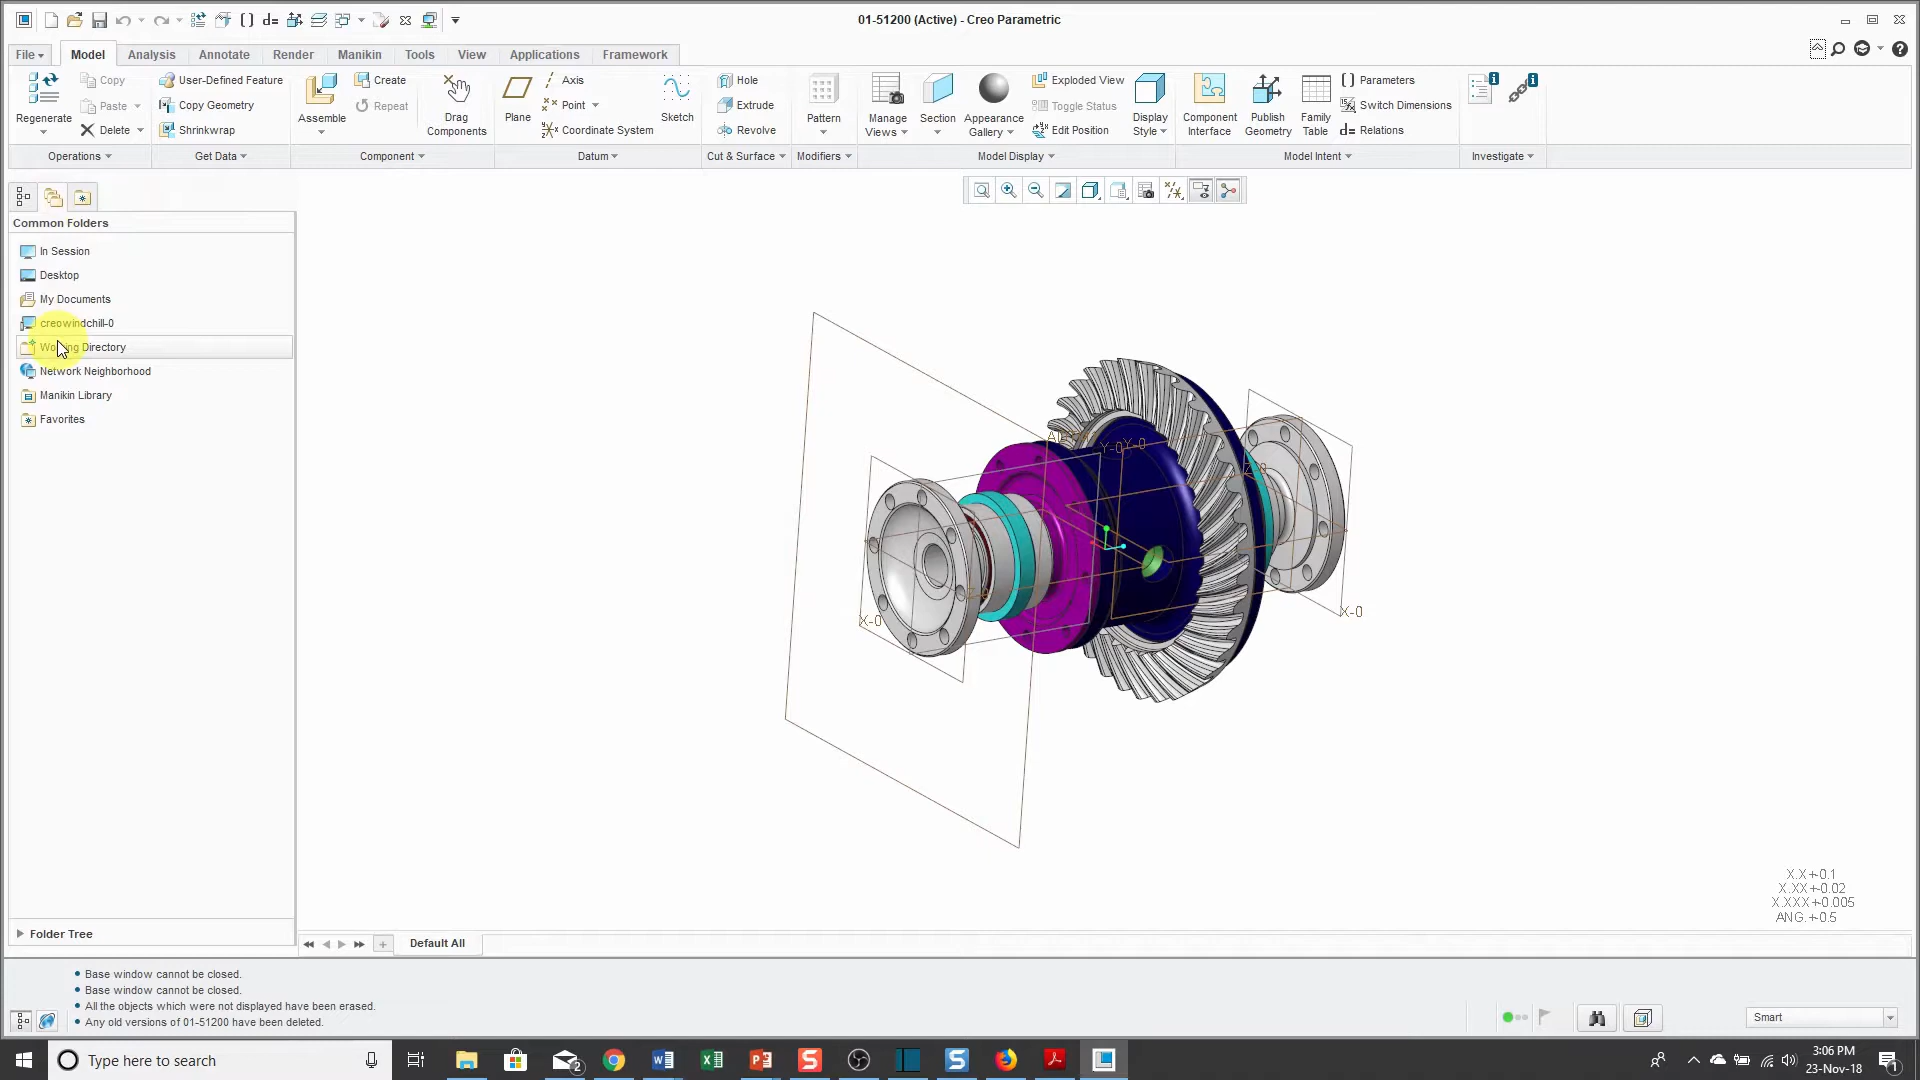 01-51200 (Active) - Creo Parametric
File Model Analysis Annotate Render Manikin Tools View Applications Framework
Regenerate
Copy
Paste
Delete
Operations
User-Defined Feature
Copy Geometry
Shrinkwrap
Get Data
Assemble
Create
Repeat
Drag
Components
Component
Plane
Axis
Point
Coordinate System
Sketch
Datum
Hole
Extrude
Revolve
Cut & Surface
Pattern
Modifiers
Manage
Views
Section
Appearance
Gallery
Exploded View
Toggle Status
Edit Position
Display
Style
Model Display
Component
Interface
Publish
Geometry
Family
Table
Parameters
Switch Dimensions
d= Relations
Model Intent
Investigate
Common Folders
In Session
Desktop
My Documents
creowindchill-0
Working Directory
Network Neighborhood
Manikin Library
Favorites
Folder Tree
Y-0
Y-0
Z-0
Z-0
X-0
X-0
X.X+-0.1
X.XX+-0.02
X.XXX+-0.005
ANG.+-0.5
Default All
Base window cannot be closed.
Base window cannot be closed.
All the objects which were not displayed have been erased.
Any old versions of 01-51200 have been deleted.
Smart
Type here to search
2
3:06 PM
23-Nov-18
1